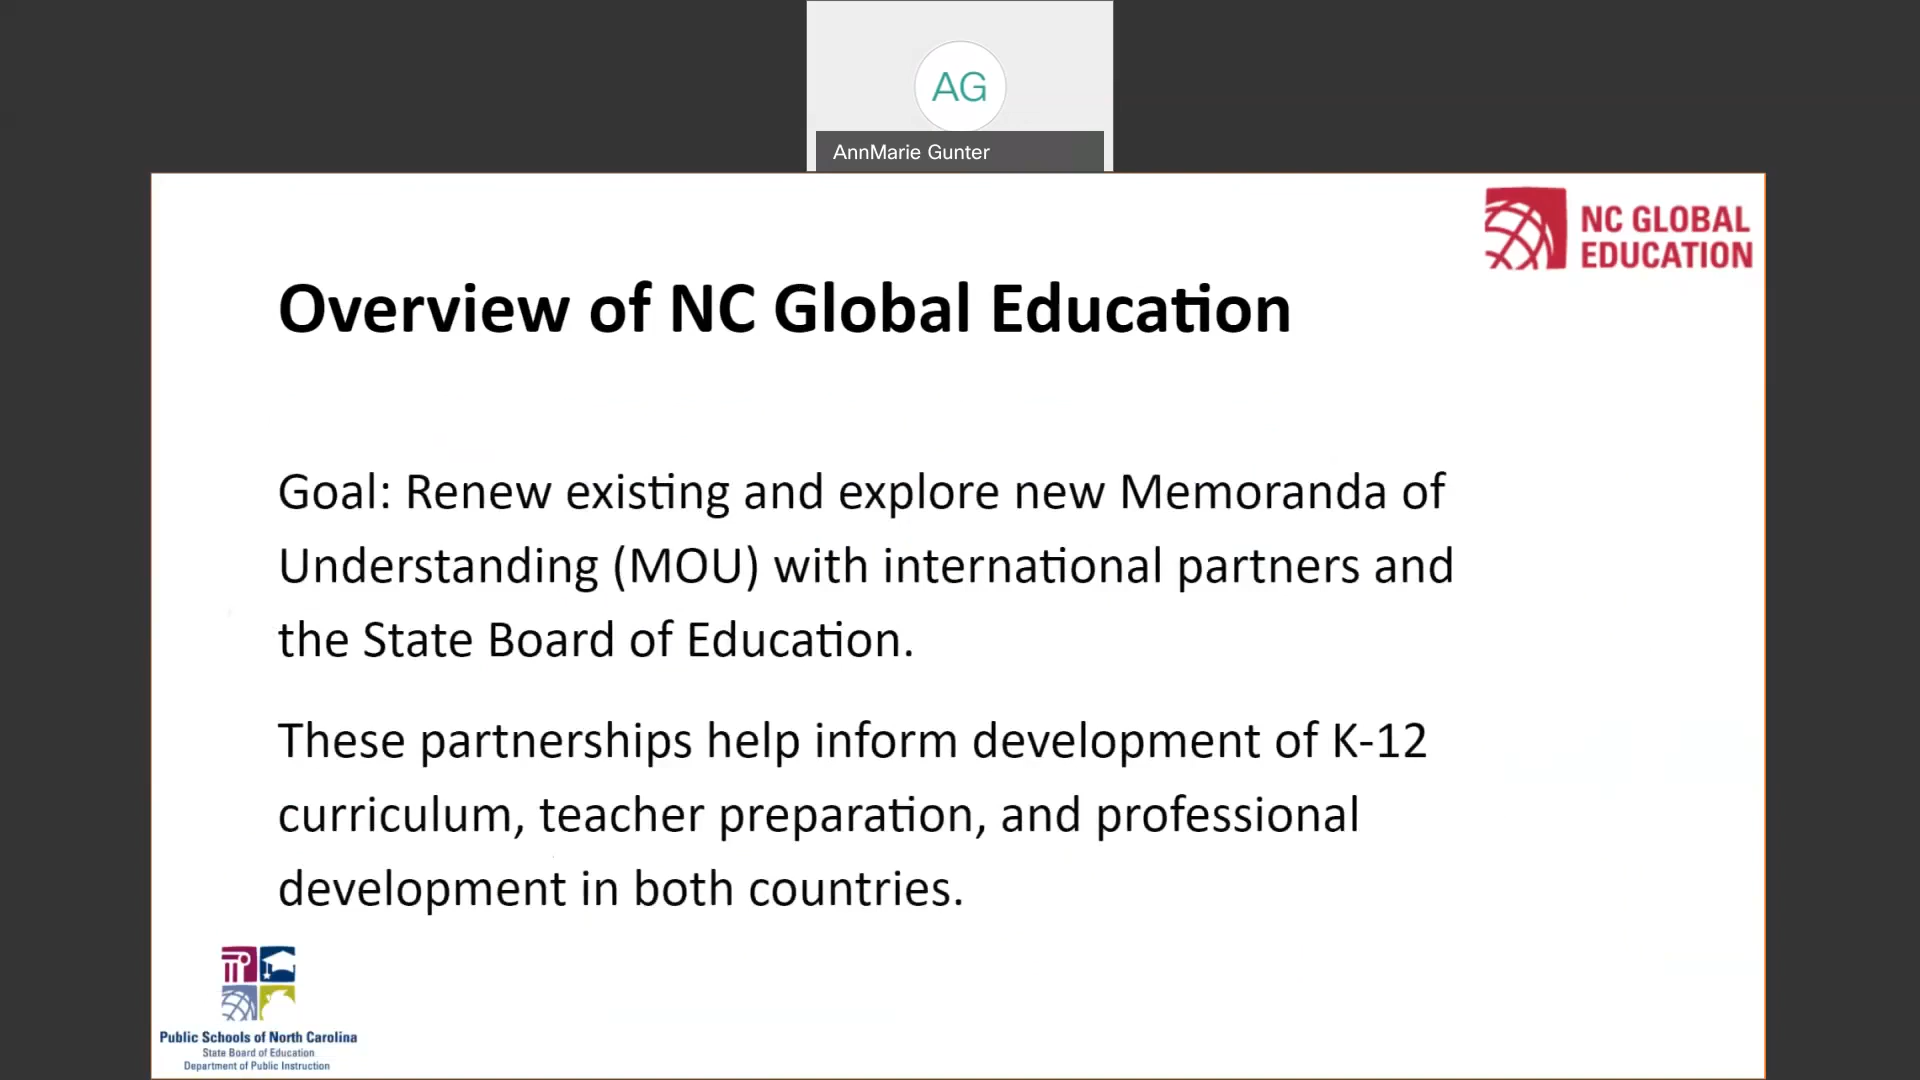 AG
AnnMarie Gunter
NC GLOBAL
EDUCATION
Overview of NC Global Education
Goal: Renew existing and explore new Memoranda of
Understanding (MOU) with international partners and
the State Board of Education.
These partnerships help inform development of K-12
curriculum, teacher preparation, and professional
development in both countries.
Public Schools of North Carolina
State Board of Education
Department of Public Instruction